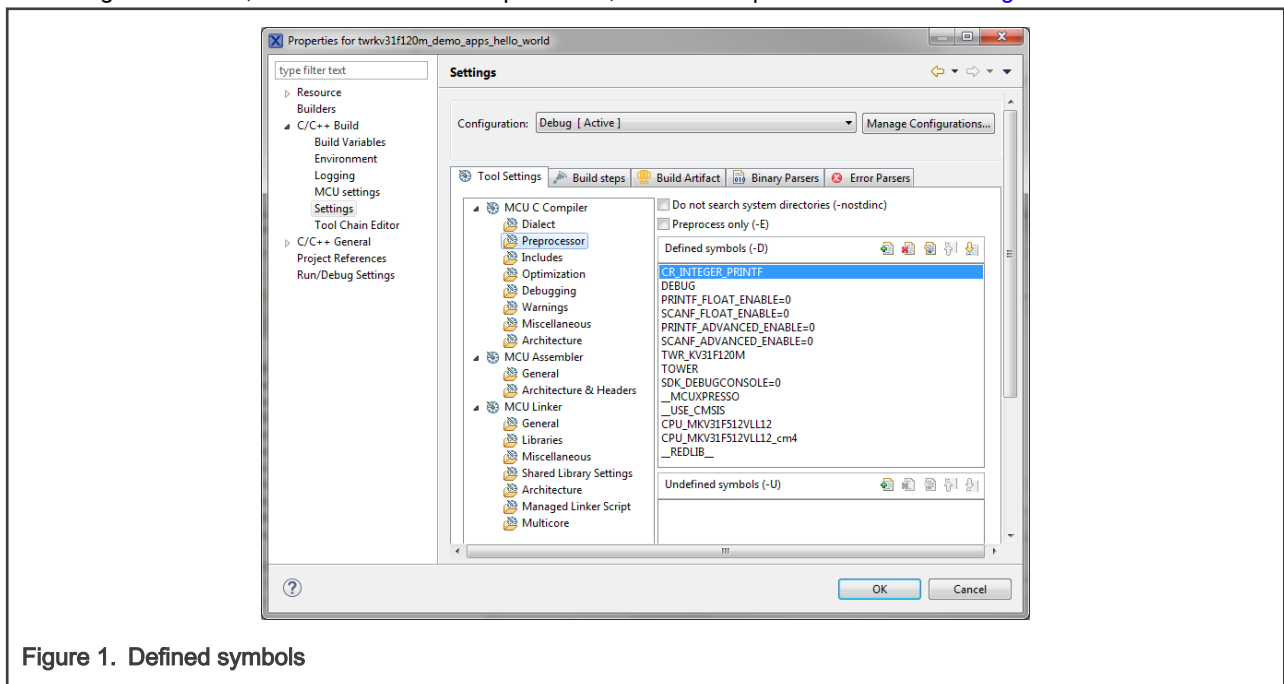 Properties for twrkv31f120m_demo_apps_hello_world
type filter text
Resource
Builders
C/C++ Build
Build Variables
Environment
Logging
MCU settings
Settings
Tool Chain Editor
C/C++ General
Project References
Run/Debug Settings
Settings
Configuration: Debug [ Active ] Manage Configurations...
Tool Settings Build steps Build Artifact Binary Parsers Error Parsers
MCU C Compiler
Dialect
Preprocessor
Includes
Optimization
Debugging
Warnings
Miscellaneous
Architecture
MCU Assembler
General
Architecture & Headers
MCU Linker
General
Libraries
Miscellaneous
Shared Library Settings
Architecture
Managed Linker Script
Multicore
Do not search system directories (-nostdinc)
Preprocess only (-E)
Defined symbols (-D)
CR_INTEGER_PRINTF
DEBUG
PRINTF_FLOAT_ENABLE=0
SCANF_FLOAT_ENABLE=0
PRINTF_ADVANCED_ENABLE=0
SCANF_ADVANCED_ENABLE=0
TWR_KV31F120M
TOWER
SDK_DEBUGCONSOLE=0
__MCUXPRESSO
__USE_CMSIS
CPU_MKV31F512VLL12
CPU_MKV31F512VLL12_cm4
__REDLIB__
Undefined symbols (-U)
OK Cancel
Figure 1. Defined symbols